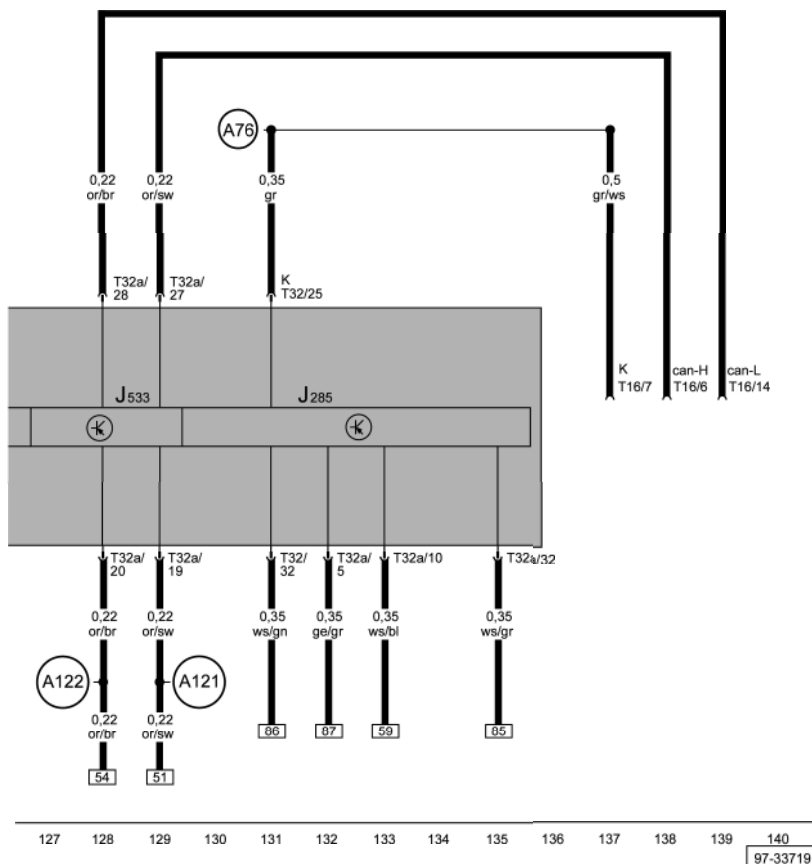 A76
0,22
or/br
0,22
or/sw
0,35
gr
0,5
gr/ws
T32a/
28
T32a/
27
K
T32/25
K
T16/7
can-H
T16/6
can-L
T16/14
J533
J285
T32a/
20
T32a/
19
T32/
32
T32a/
5
T32a/10
T32a/32
0,22
or/br
0,22
or/sw
0,35
ws/gn
0,35
ge/gr
0,35
ws/bl
0,35
ws/gr
A122
A121
0,22
or/br
0,22
or/sw
86
87
59
85
54
51
127 128 129 130 131 132 133 134 135 136 137 138 139 140
97-33719